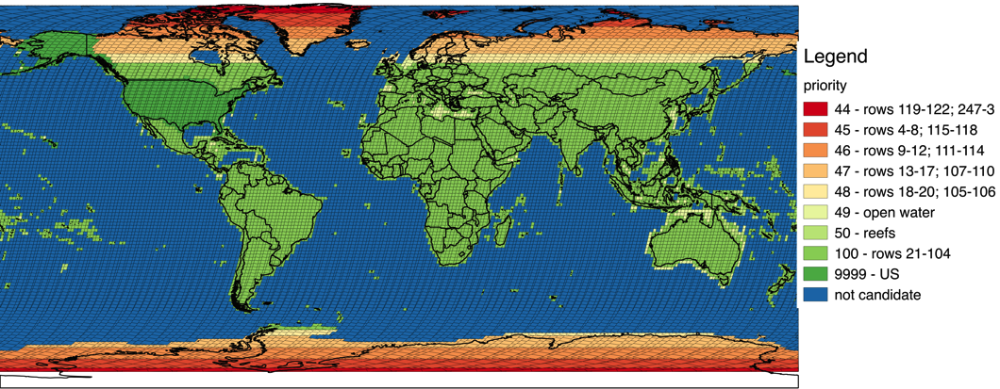 Legend
priority
44 - rows 119-122; 247-3
45 - rows 4-8; 115-118
46 - rows 9-12; 111-114
47 - rows 13-17; 107-110
48 - rows 18-20; 105-106
49 - open water
50 - reefs
100 - rows 21-104
9999 - US
not candidate